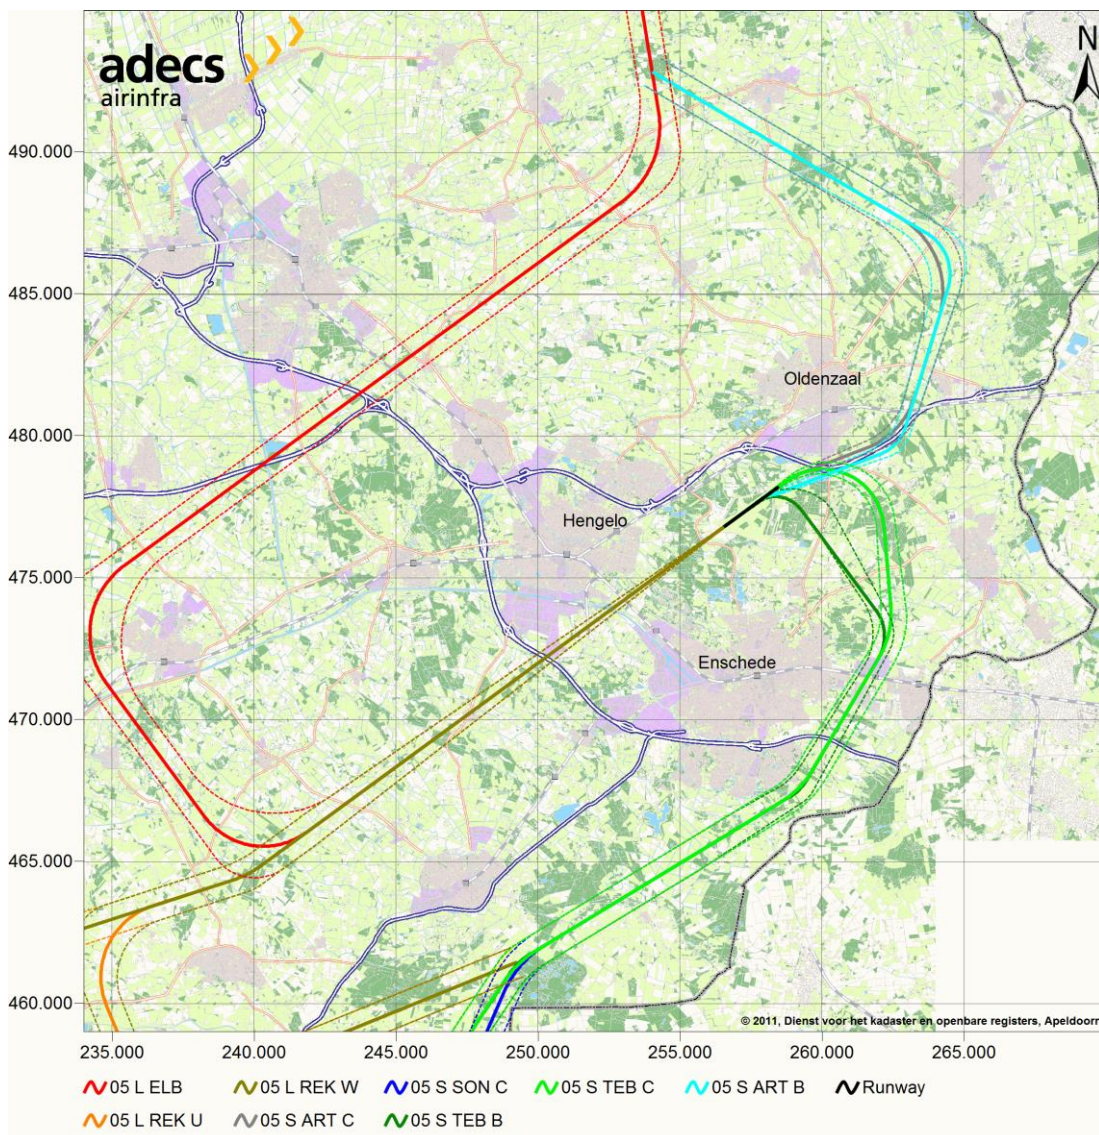 adecs
airinfra
N
490.000
485.000
Oldenzaal
480.000
Hengelo
475.000
Enschede
470.000
465.000
460.000
© 2011, Dienst voor het kadaster en openbare registers, Apeldoorn
235.000 240.000 245.000 250.000 255.000 260.000 265.000
05 L ELB 05 L REK W 05 S SON C 05 S TEB C 05 S ART B Runway
05 L REK U 05 S ART C 05 S TEB B